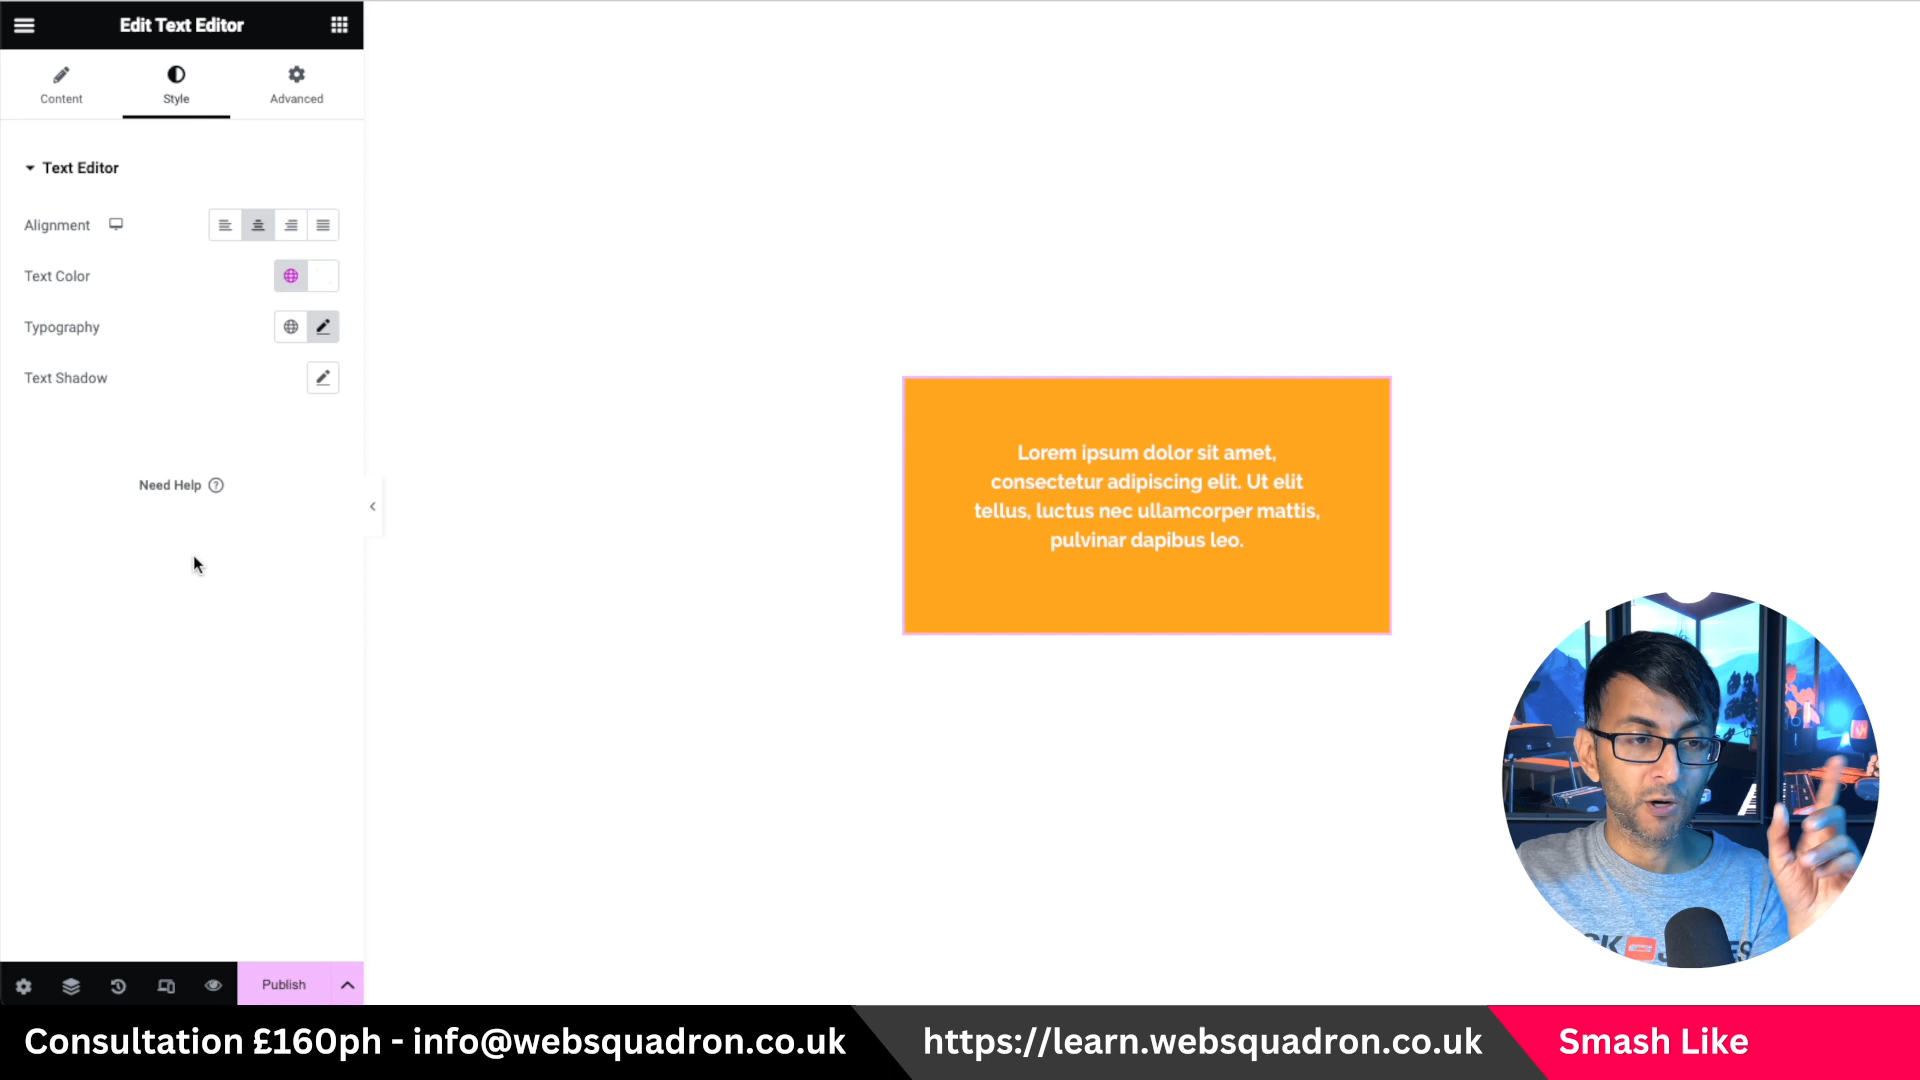 Edit Text Editor
Content
Style
Advanced
Text Editor
Alignment
Text Color
Typography
Text Shadow
Need Help
Lorem ipsum dolor sit amet,
consectetur adipiscing elit. Ut elit
tellus, luctus nec ullamcorper mattis,
pulvinar dapibus leo.
Publish
Consultation £160ph - info@websquadron.co.uk
https://learn.websquadron.co.uk
Smash Like